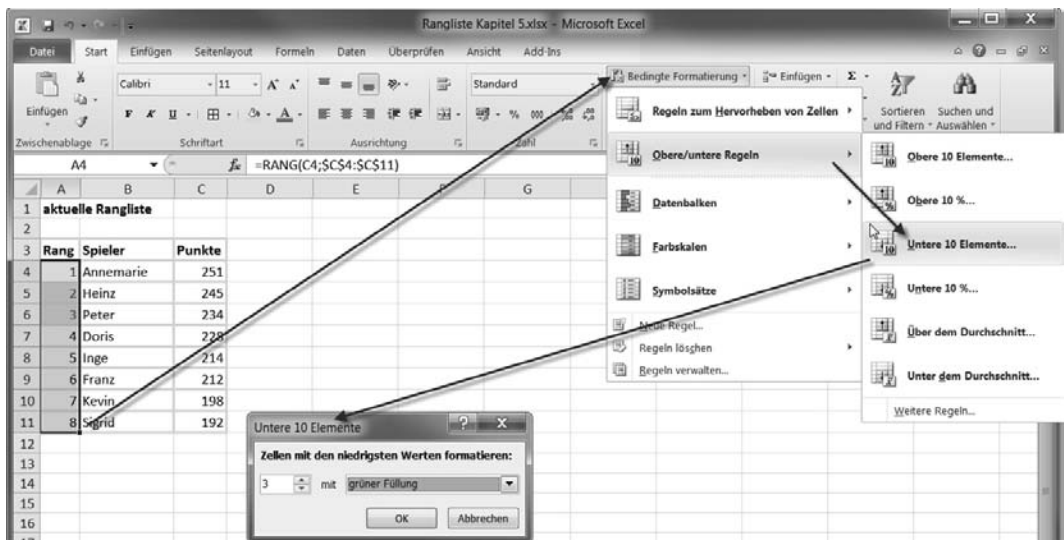 Rangliste Kapitel 5.xlsx - Microsoft Excel
Datei Start Einfügen Seitenlayout Formeln Daten Überprüfen Ansicht Add-Ins
Calibri 11 Standard Bedingte Formatierung Einfügen Σ
Einfügen F K U A % 000 Sortieren und Filtern Suchen und Auswählen
Zwischenablage Schriftart Ausrichtung Zahl
A4 fx =RANG(C4;$C$4:$C$11)
A B C D E F G
1 aktuelle Rangliste
2
3 Rang Spieler Punkte
4 1 Annemarie 251
5 2 Heinz 245
6 3 Peter 234
7 4 Doris 228
8 5 Inge 214
9 6 Franz 212
10 7 Kevin 198
11 8 Sigrid 192
12
13
14
15
16
Regeln zum Hervorheben von Zellen
Obere/untere Regeln
Datenbalken
Farbskalen
Symbolsätze
Neue Regel...
Regeln löschen
Regeln verwalten...
Obere 10 Elemente...
Obere 10 %...
Untere 10 Elemente...
Untere 10 %...
Über dem Durchschnitt...
Unter dem Durchschnitt...
Weitere Regeln...
Untere 10 Elemente
Zellen mit den niedrigsten Werten formatieren:
3 mit grüner Füllung
OK Abbrechen